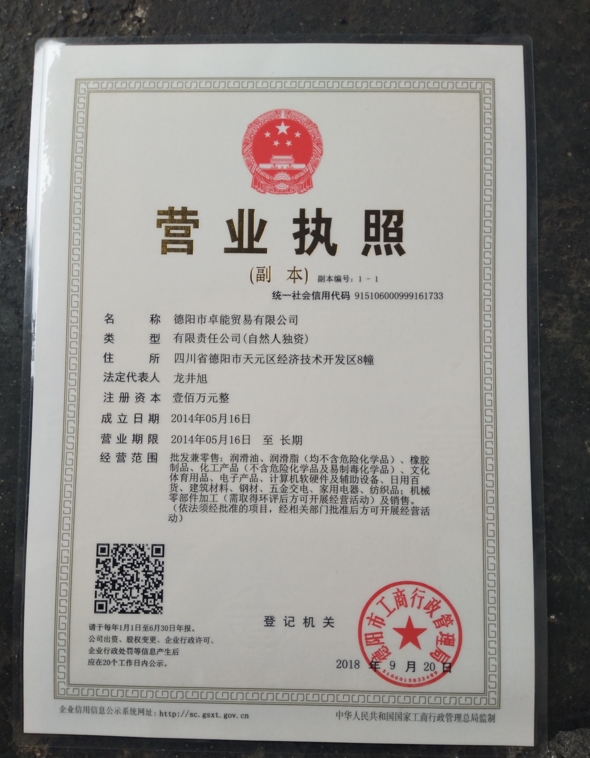 营业执照
(副 本) 副本编号：1 - 1
统一社会信用代码 915106000999161733
名称 德阳市卓能贸易有限公司
类型 有限责任公司(自然人独资)
住所 四川省德阳市天元区经济技术开发区8幢
法定代表人 龙井旭
注册资本 壹佰万元整
成立日期 2014年05月16日
营业期限 2014年05月16日 至 长期
经营范围 批发兼零售：润滑油、润滑脂（均不含危险化学品）、橡胶
制品、化工产品（不含危险化学品及易制毒化学品）、文化
体育用品、电子产品、计算机软硬件及辅助设备、日用百
货、建筑材料、钢材、五金交电、家用电器、纺织品；机械
零部件加工（需取得环评后方可开展经营活动）及销售。
（依法须经批准的项目，经相关部门批准后方可开展经营活
动）
请于每年1月1日至6月30日年报。
公司出资、股权变更、企业行政许可、
企业行政处罚等信息产生后
应在20个工作日内公示。
登记机关
德阳市工商行政管理局
2018 年 9 月 20 日
企业信用信息公示系统网址：http://sc.gsxt.gov.cn
中华人民共和国国家工商行政管理总局监制